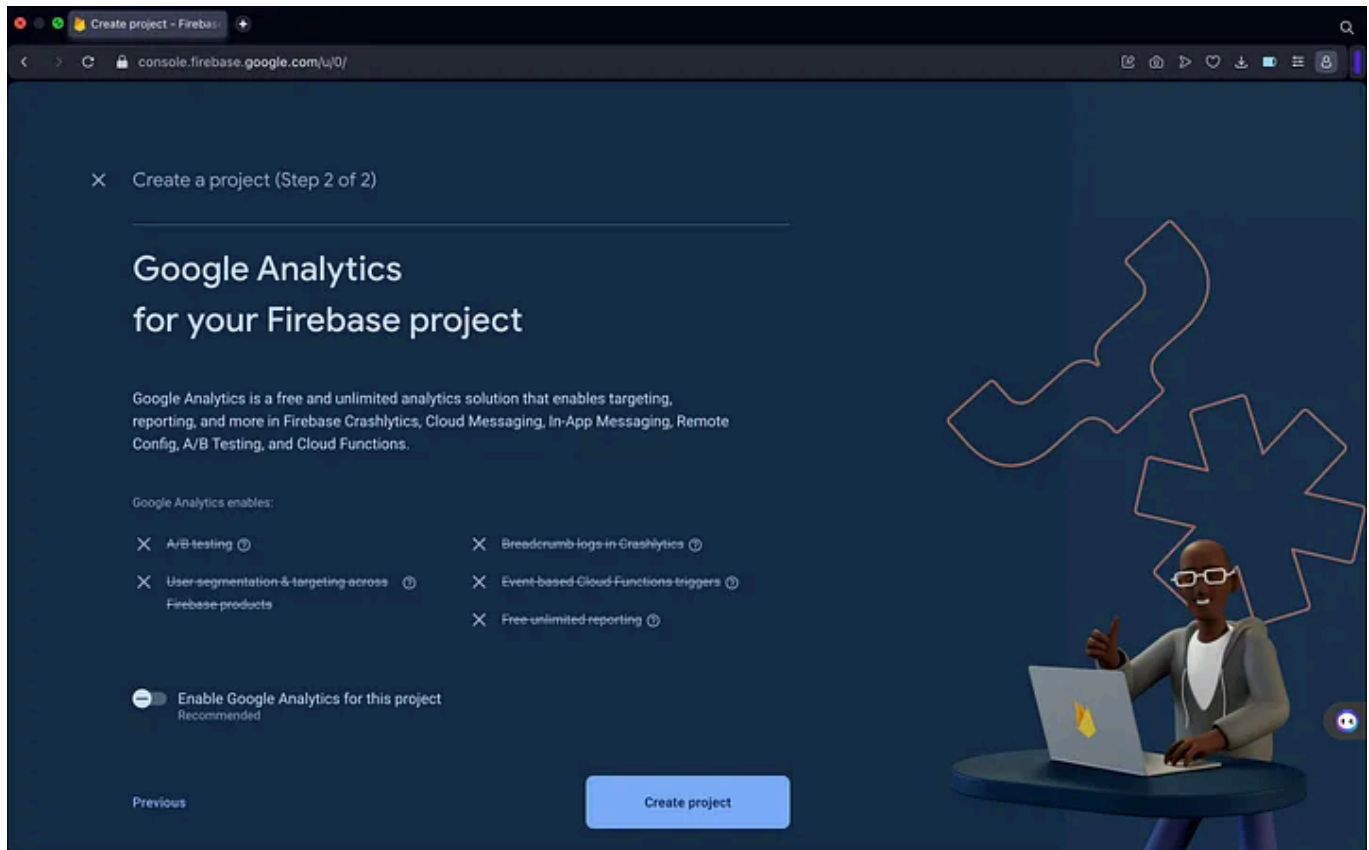 Create project - Firebas
console.firebase.google.com/u/0/
Create a project (Step 2 of 2)
Google Analytics
for your Firebase project
Google Analytics is a free and unlimited analytics solution that enables targeting,
reporting, and more in Firebase Crashlytics, Cloud Messaging, In-App Messaging, Remote
Config, A/B Testing, and Cloud Functions.
Google Analytics enables:
A/B testing
User segmentation & targeting across
Firebase products
Breadcrumb logs in Crashlytics
Event-based Cloud Functions triggers
Free unlimited reporting
Enable Google Analytics for this project
Recommended
Previous
Create project